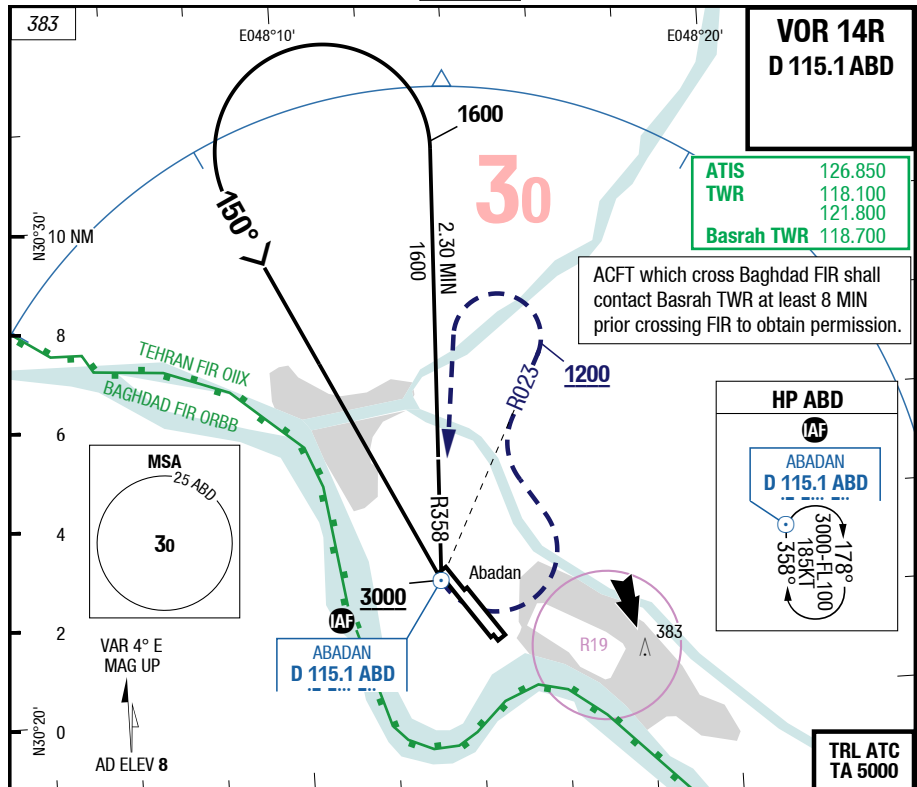 383
E048°10'
E048°20'
VOR 14R
D 115.1 ABD
1600
30
ATIS 126.850
TWR 118.100
121.800
Basrah TWR 118.700
150°
2.30 MIN
1600
N30°30'
10 NM
ACFT which cross Baghdad FIR shall
contact Basrah TWR at least 8 MIN
prior crossing FIR to obtain permission.
8
TEHRAN FIR OIIX
BAGHDAD FIR ORBB
R023
1200
HP ABD
IAF
ABADAN
D 115.1 ABD
178°
3000-FL100
185KT
358°
6
MSA
25 ABD
30
4
R358
Abadan
3000
IAF
ABADAN
D 115.1 ABD
2
R19
383
VAR 4° E
MAG UP
N30°20'
0
AD ELEV 8
TRL ATC
TA 5000